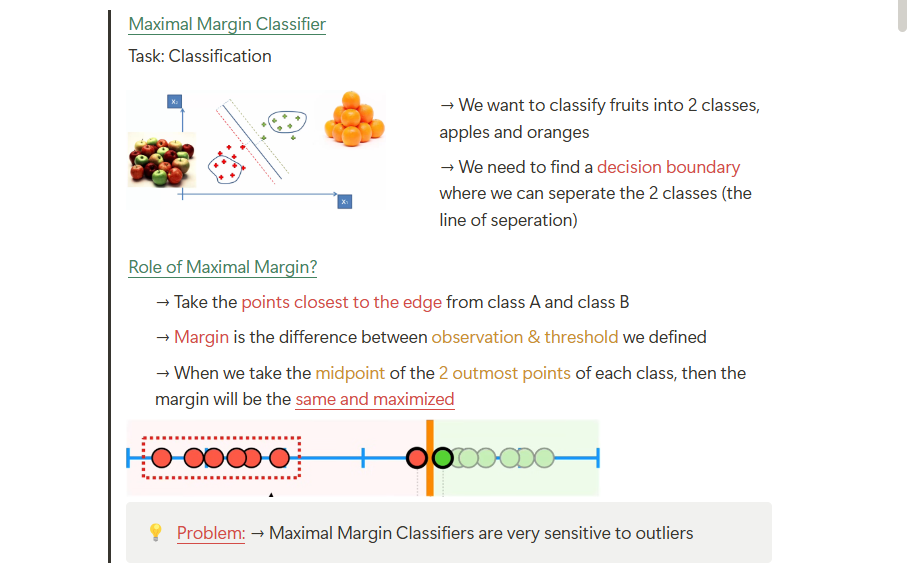 Maximal Margin Classifier
Task: Classification
X₂
X₁
→ We want to classify fruits into 2 classes,
apples and oranges
→ We need to find a decision boundary
where we can seperate the 2 classes (the
line of seperation)
Role of Maximal Margin?
→ Take the points closest to the edge from class A and class B
→ Margin is the difference between observation & threshold we defined
→ When we take the midpoint of the 2 outmost points of each class, then the
margin will be the same and maximized
Problem: → Maximal Margin Classifiers are very sensitive to outliers